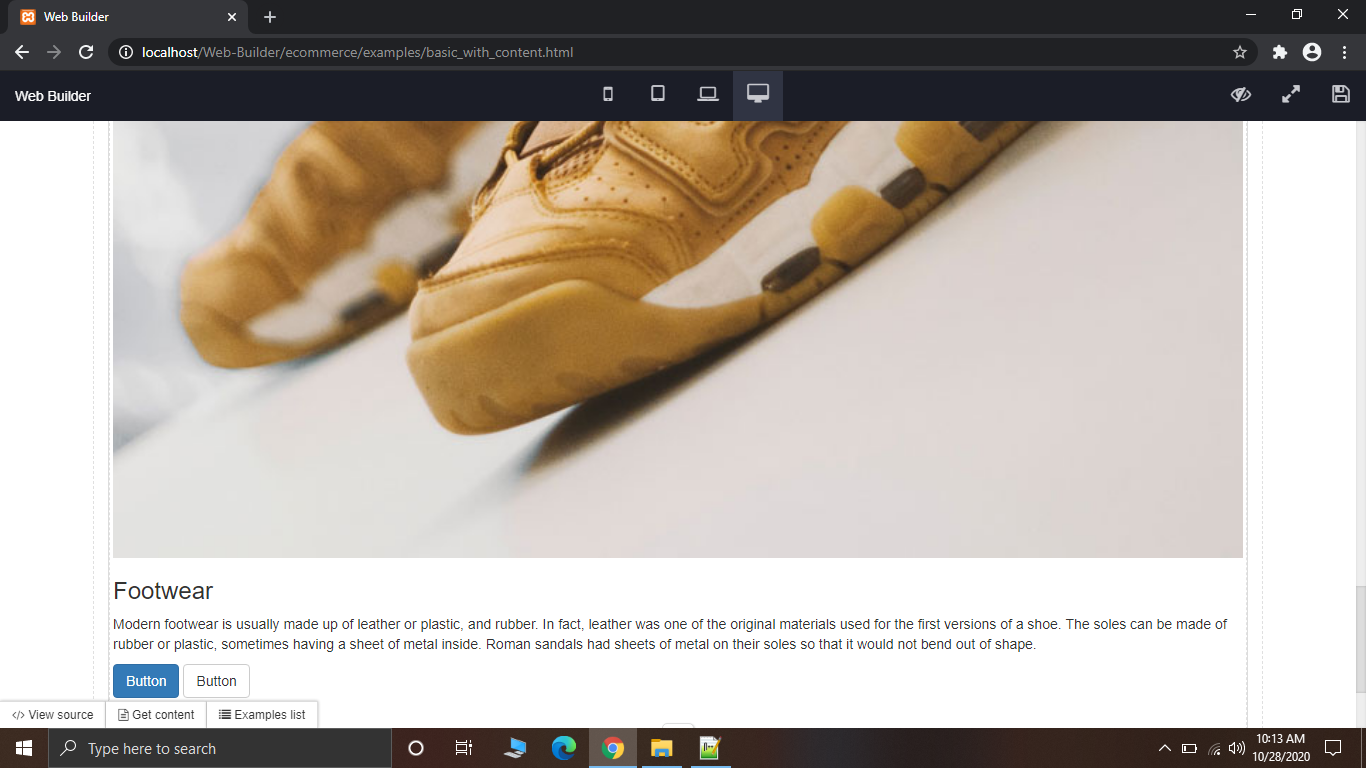 Web Builder
localhost/Web-Builder/ecommerce/examples/basic_with_content.html
Web Builder
Footwear
Modern footwear is usually made up of leather or plastic, and rubber. In fact, leather was one of the original materials used for the first versions of a shoe. The soles can be made of
rubber or plastic, sometimes having a sheet of metal inside. Roman sandals had sheets of metal on their soles so that it would not bend out of shape.
Button Button
View source Get content Examples list
Type here to search
10:13 AM
10/28/2020